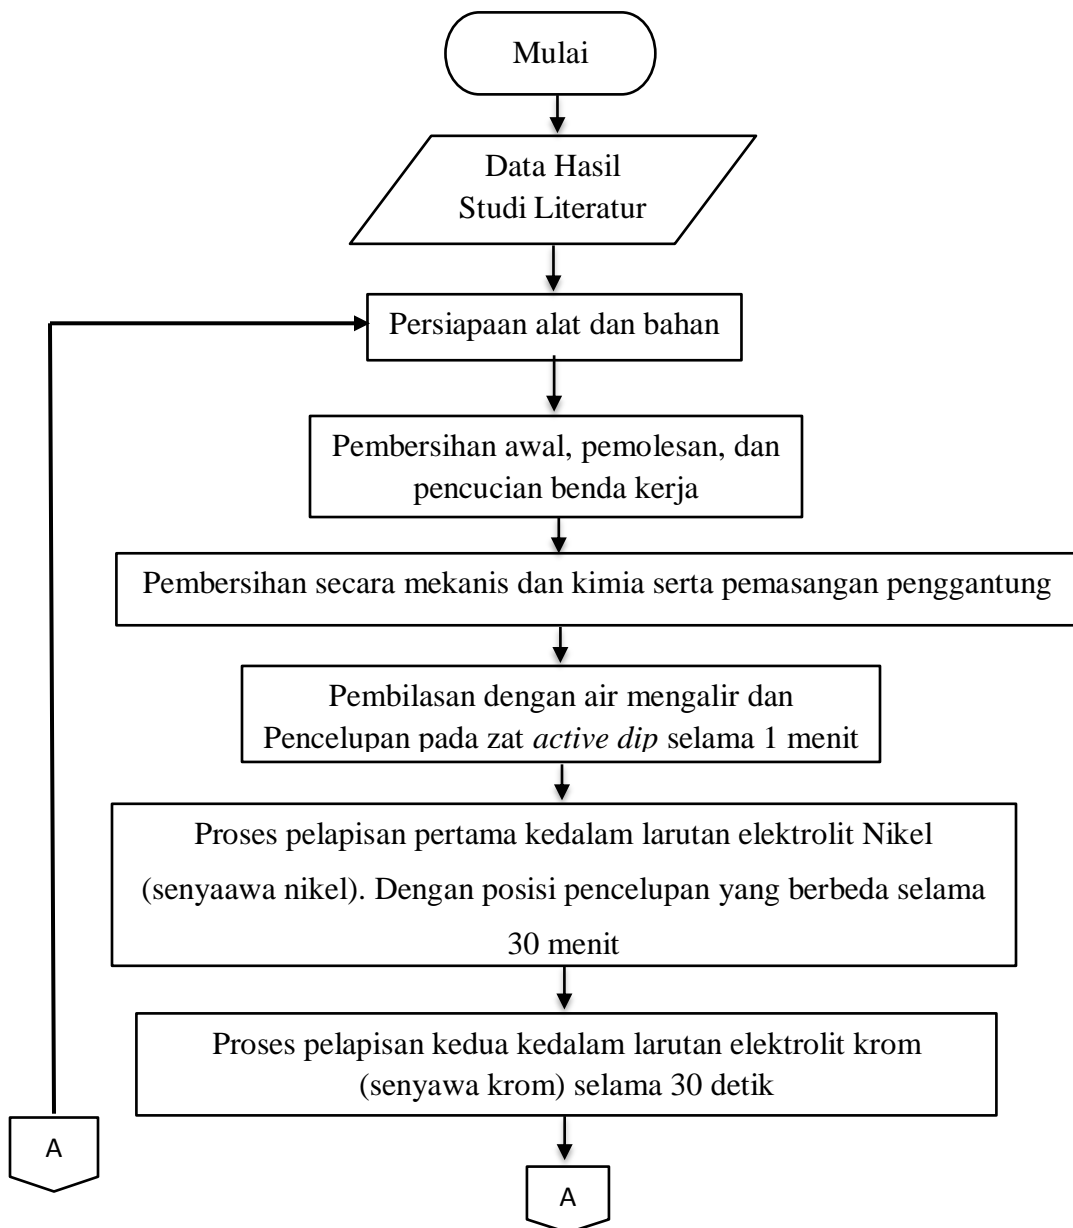 Mulai
Data Hasil
Studi Literatur
Persiapaan alat dan bahan
Pembersihan awal, pemolesan, dan
pencucian benda kerja
Pembersihan secara mekanis dan kimia serta pemasangan penggantung
Pembilasan dengan air mengalir dan
Pencelupan pada zat active dip selama 1 menit
Proses pelapisan pertama kedalam larutan elektrolit Nikel
(senyaawa nikel). Dengan posisi pencelupan yang berbeda selama
30 menit
Proses pelapisan kedua kedalam larutan elektrolit krom
(senyawa krom) selama 30 detik
A
A